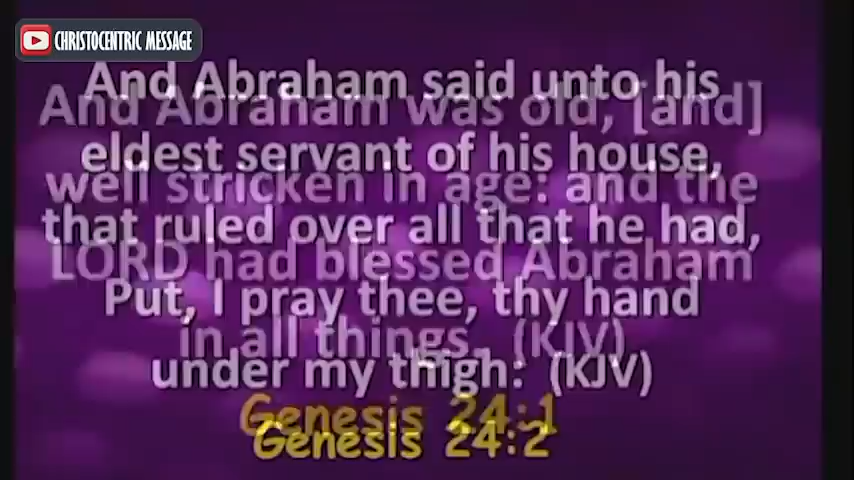 CHRISTOCENTRIC MESSAGE
And Abraham said unto his
And Abraham was old, [and]
eldest servant of his house,
well stricken in age: and the
that ruled over all that he had,
LORD had blessed Abraham
Put, I pray thee, thy hand
in all things. (KJV)
under my thigh: (KJV)
Genesis 24:1
Genesis 24:2